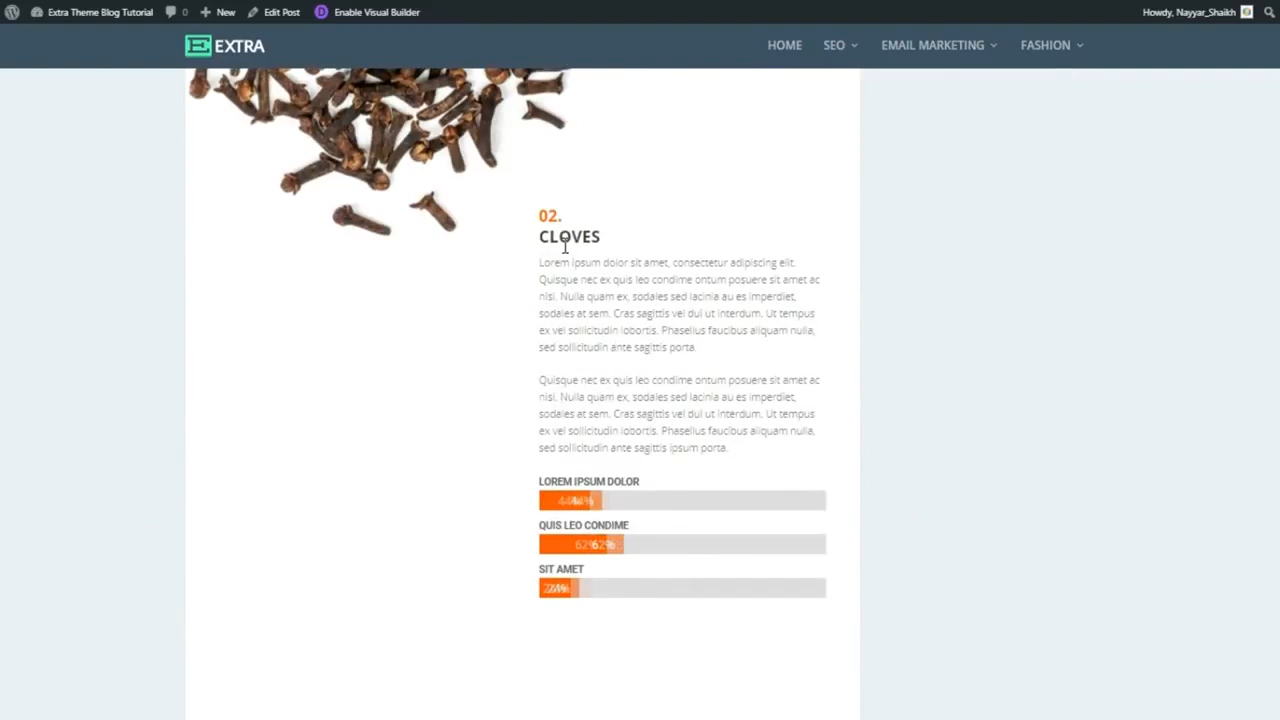 Extra Theme Blog Tutorial 0 New Edit Post Enable Visual Builder Howdy, Nayyar_Shaikh
EXTRA HOME SEO EMAIL MARKETING FASHION
02.
CLOVES
Lorem ipsum dolor sit amet, consectetur adipiscing elit.
Quisque nec ex quis leo condime ontum posuere sit amet ac
nisi. Nulla quam ex, sodales sed lacinia au es imperdiet,
sodales at sem. Cras sagittis vel dui ut interdum. Ut tempus
ex vel sollicitudin lobortis. Phasellus faucibus aliquam nulla,
sed sollicitudin ante sagittis porta.
Quisque nec ex quis leo condime ontum posuere sit amet ac
nisi. Nulla quam ex, sodales sed lacinia au es imperdiet,
sodales at sem. Cras sagittis vel dui ut interdum. Ut tempus
ex vel sollicitudin lobortis. Phasellus faucibus aliquam nulla,
sed sollicitudin ante sagittis ipsum porta.
LOREM IPSUM DOLOR
QUIS LEO CONDIME
62%
SIT AMET